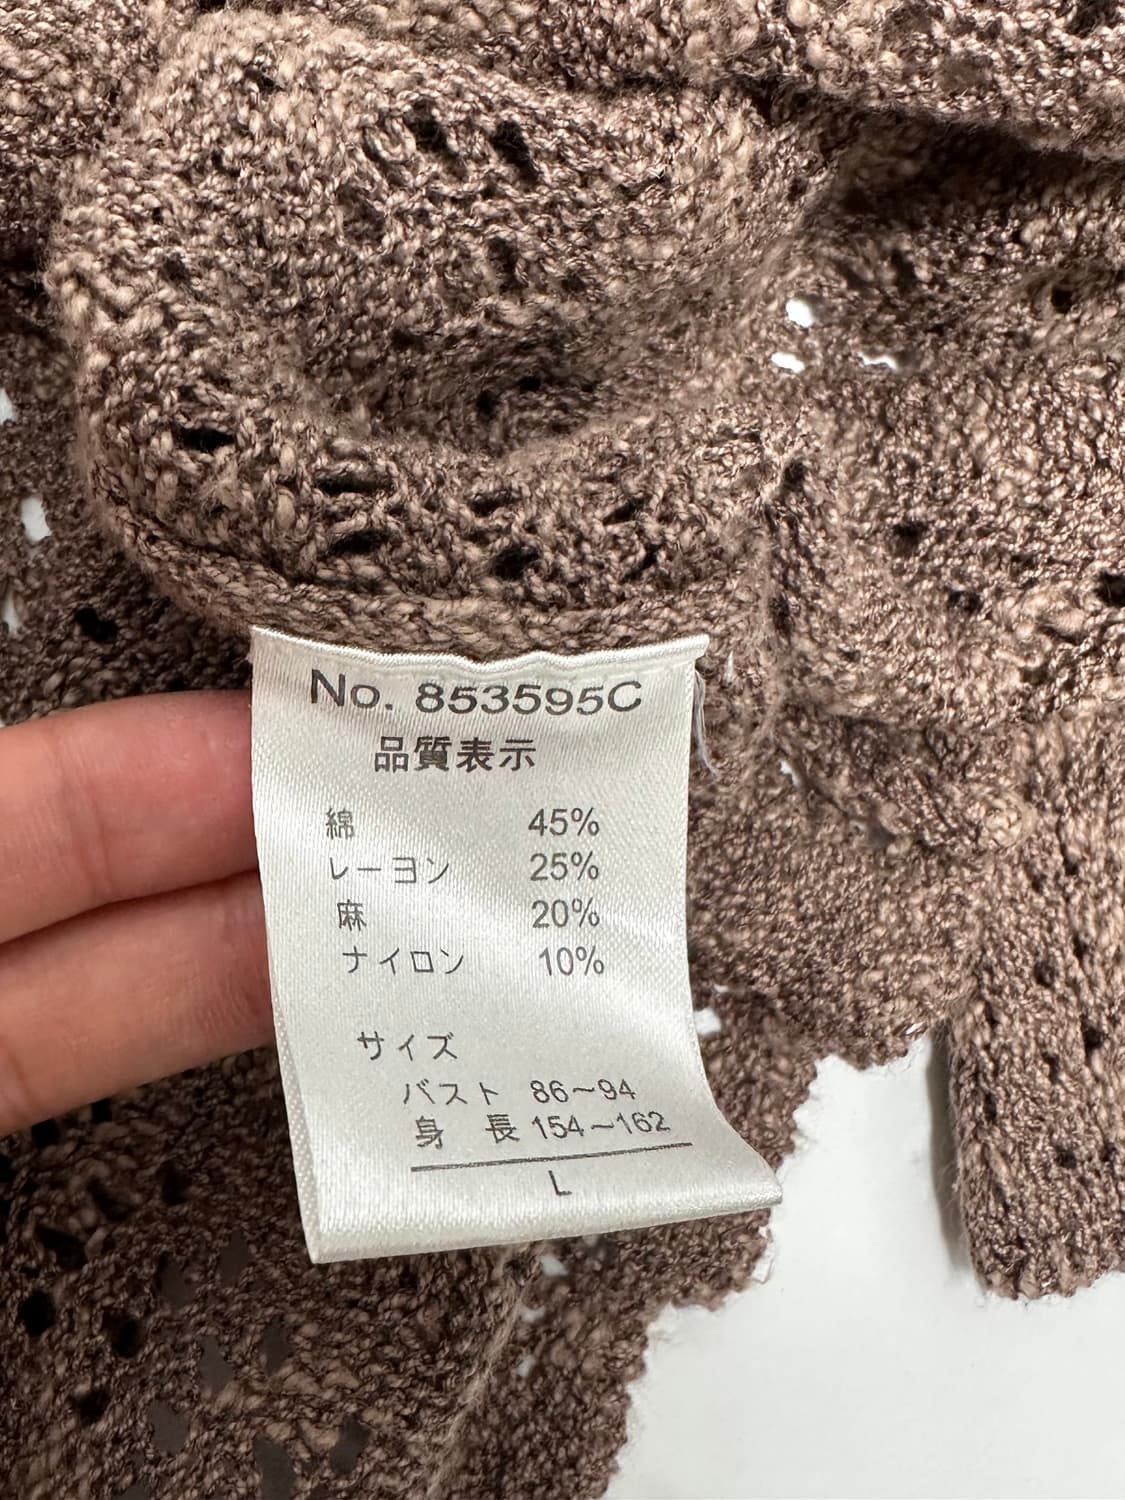 No. 853595C
品質表示
綿 45%
レーヨン 25%
麻 20%
ナイロン 10%
サイズ
バスト 86~94
身 長 154~162
L